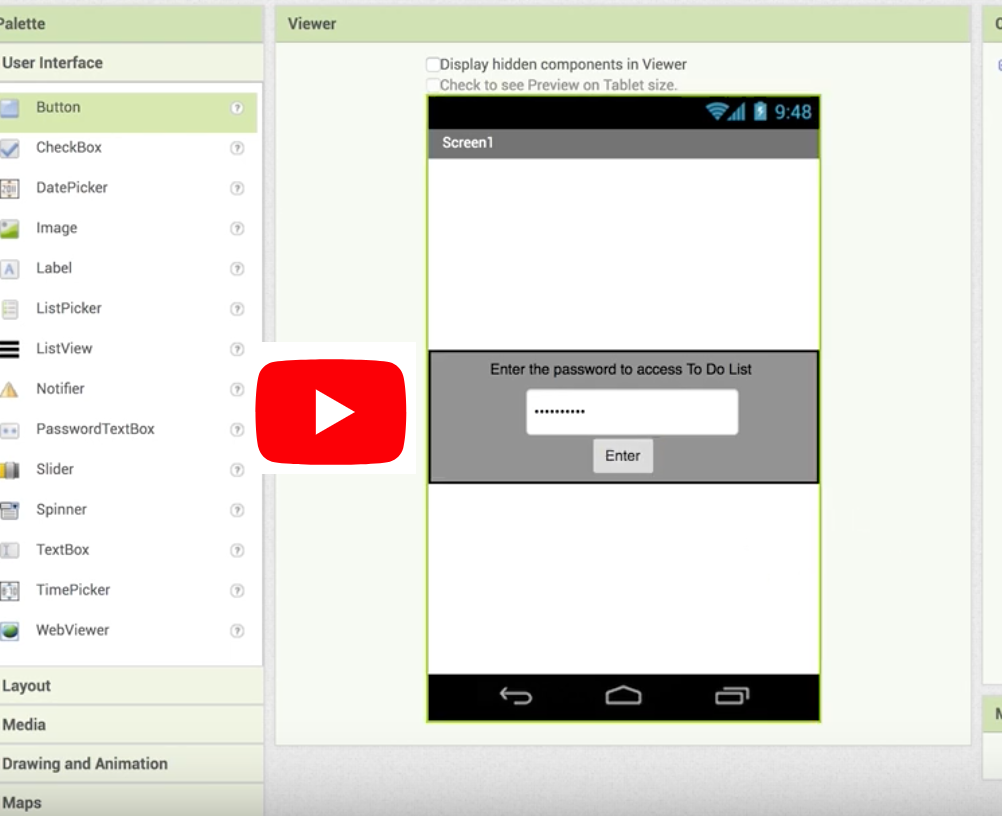 Palette
Viewer
User Interface
Button
CheckBox
DatePicker
Image
Label
ListPicker
ListView
Notifier
PasswordTextBox
Slider
Spinner
TextBox
TimePicker
WebViewer
Layout
Media
Drawing and Animation
Maps
Display hidden components in Viewer
Check to see Preview on Tablet size.
9:48
Screen1
Enter the password to access To Do List
••••••••••
Enter